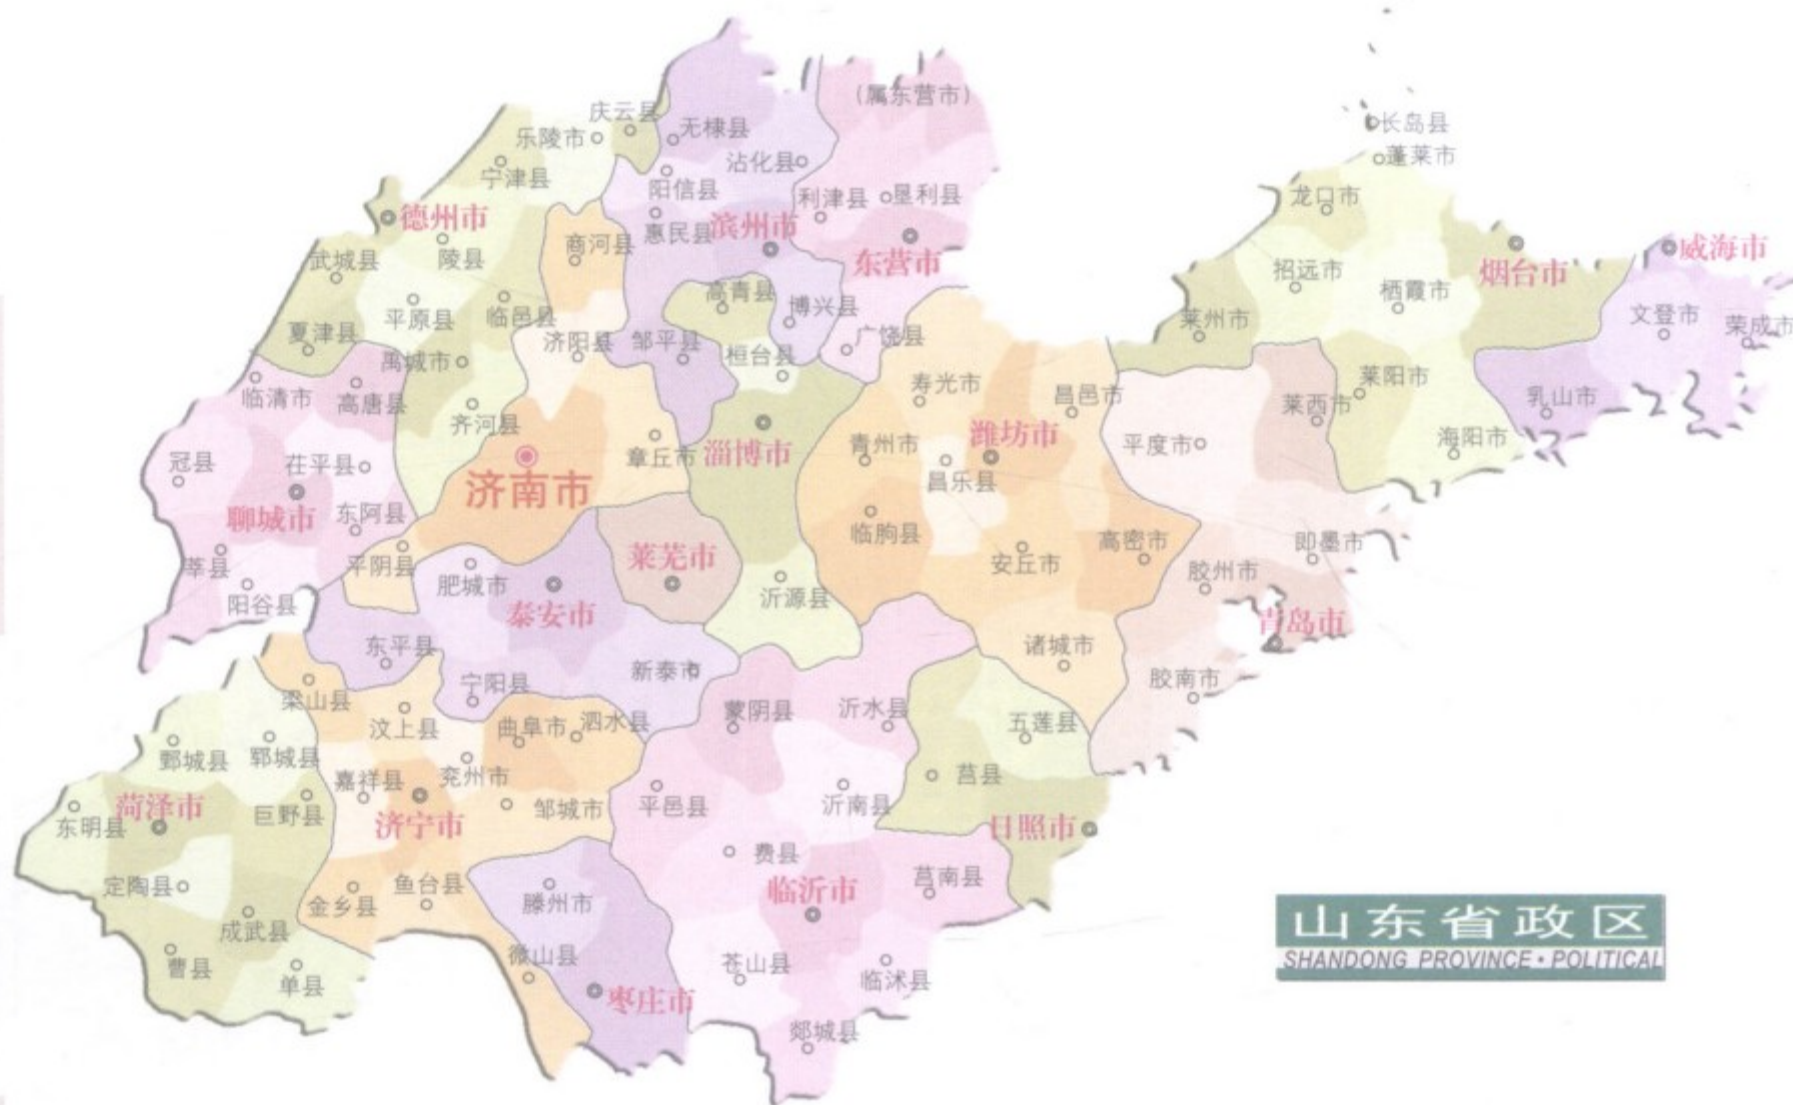 (属东营市)
庆云县
长岛县
无棣县
乐陵市
蓬莱市
沾化县
宁津县
阳信县
利津县
垦利县
龙口市
德州市
滨州市
惠民县
商河县
威海市
武城县
陵县
东营市
招远市
烟台市
高青县
栖霞市
博兴县
文登市
平原县
临邑县
莱州市
荣成市
夏津县
济阳县
邹平县
广饶县
桓台县
禹城市
莱阳市
寿光市
昌邑市
临清市
高唐县
乳山市
莱西市
齐河县
潍坊市
海阳市
青州市
平度市
淄博市
章丘市
冠县
茌平县
昌乐县
济南市
东阿县
聊城市
临朐县
高密市
即墨市
莱芜市
安丘市
平阴县
莘县
胶州市
肥城市
沂源县
阳谷县
泰安市
青岛市
东平县
诸城市
新泰市
宁阳县
胶南市
梁山县
蒙阴县
沂水县
五莲县
汶上县
曲阜市
泗水县
鄄城县
郓城县
兖州市
莒县
嘉祥县
菏泽市
平邑县
沂南县
邹城市
巨野县
东明县
济宁市
日照市
费县
莒南县
定陶县
鱼台县
临沂市
金乡县
滕州市
成武县
山东省政区
微山县
SHANDONG PROVINCE•POLITICAL
苍山县
曹县
临沭县
单县
枣庄市
郯城县